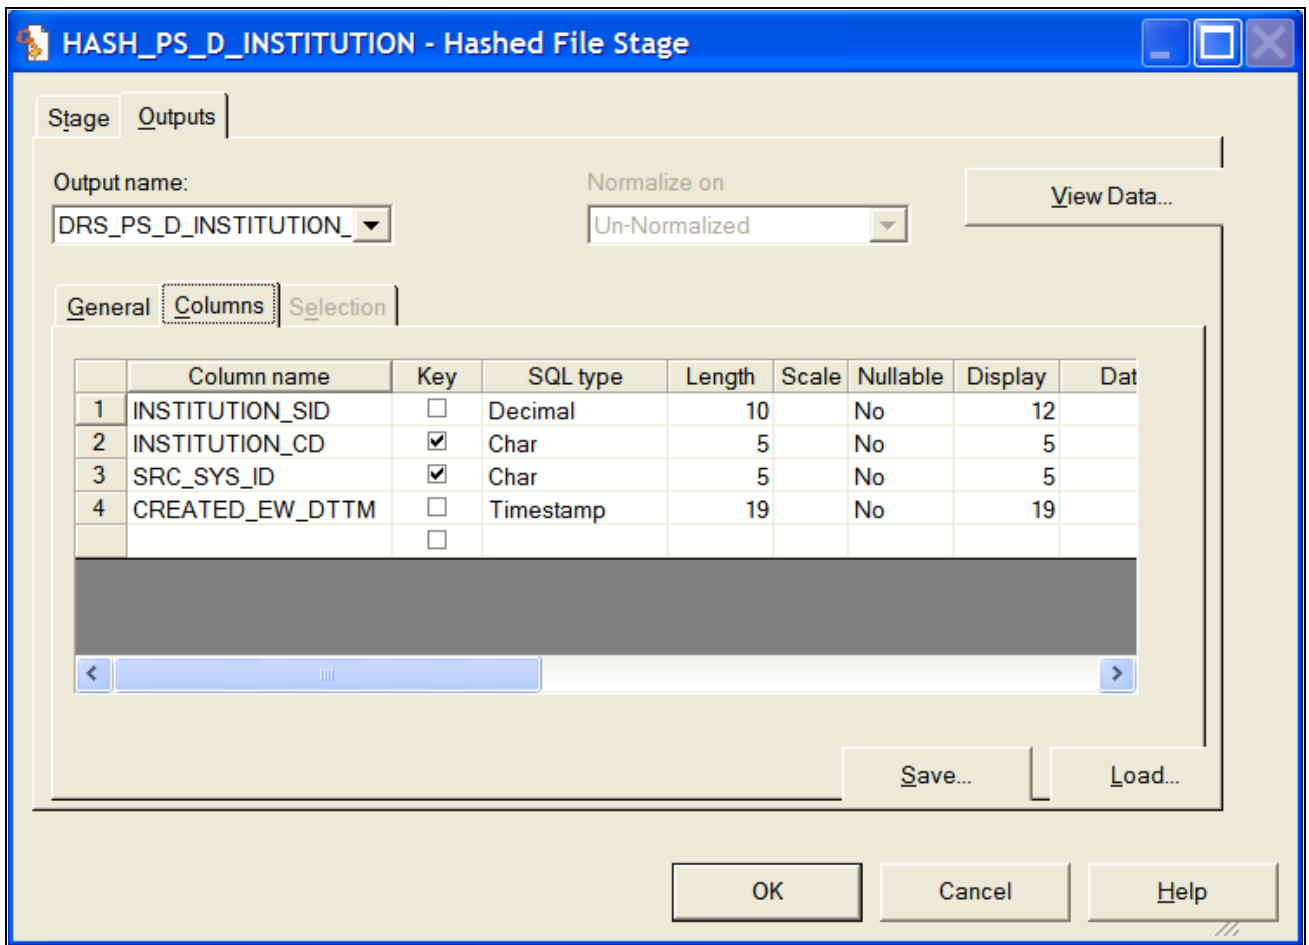 HASH_PS_D_INSTITUTION - Hashed File Stage
Stage Outputs
Output name: Normalize on View Data...
DRS_PS_D_INSTITUTION_ Un-Normalized
General Columns Selection
Column name Key SQL type Length Scale Nullable Display Dat
1 INSTITUTION_SID Decimal 10 No 12
2 INSTITUTION_CD Char 5 No 5
3 SRC_SYS_ID Char 5 No 5
4 CREATED_EW_DTTM Timestamp 19 No 19
Save... Load...
OK Cancel Help